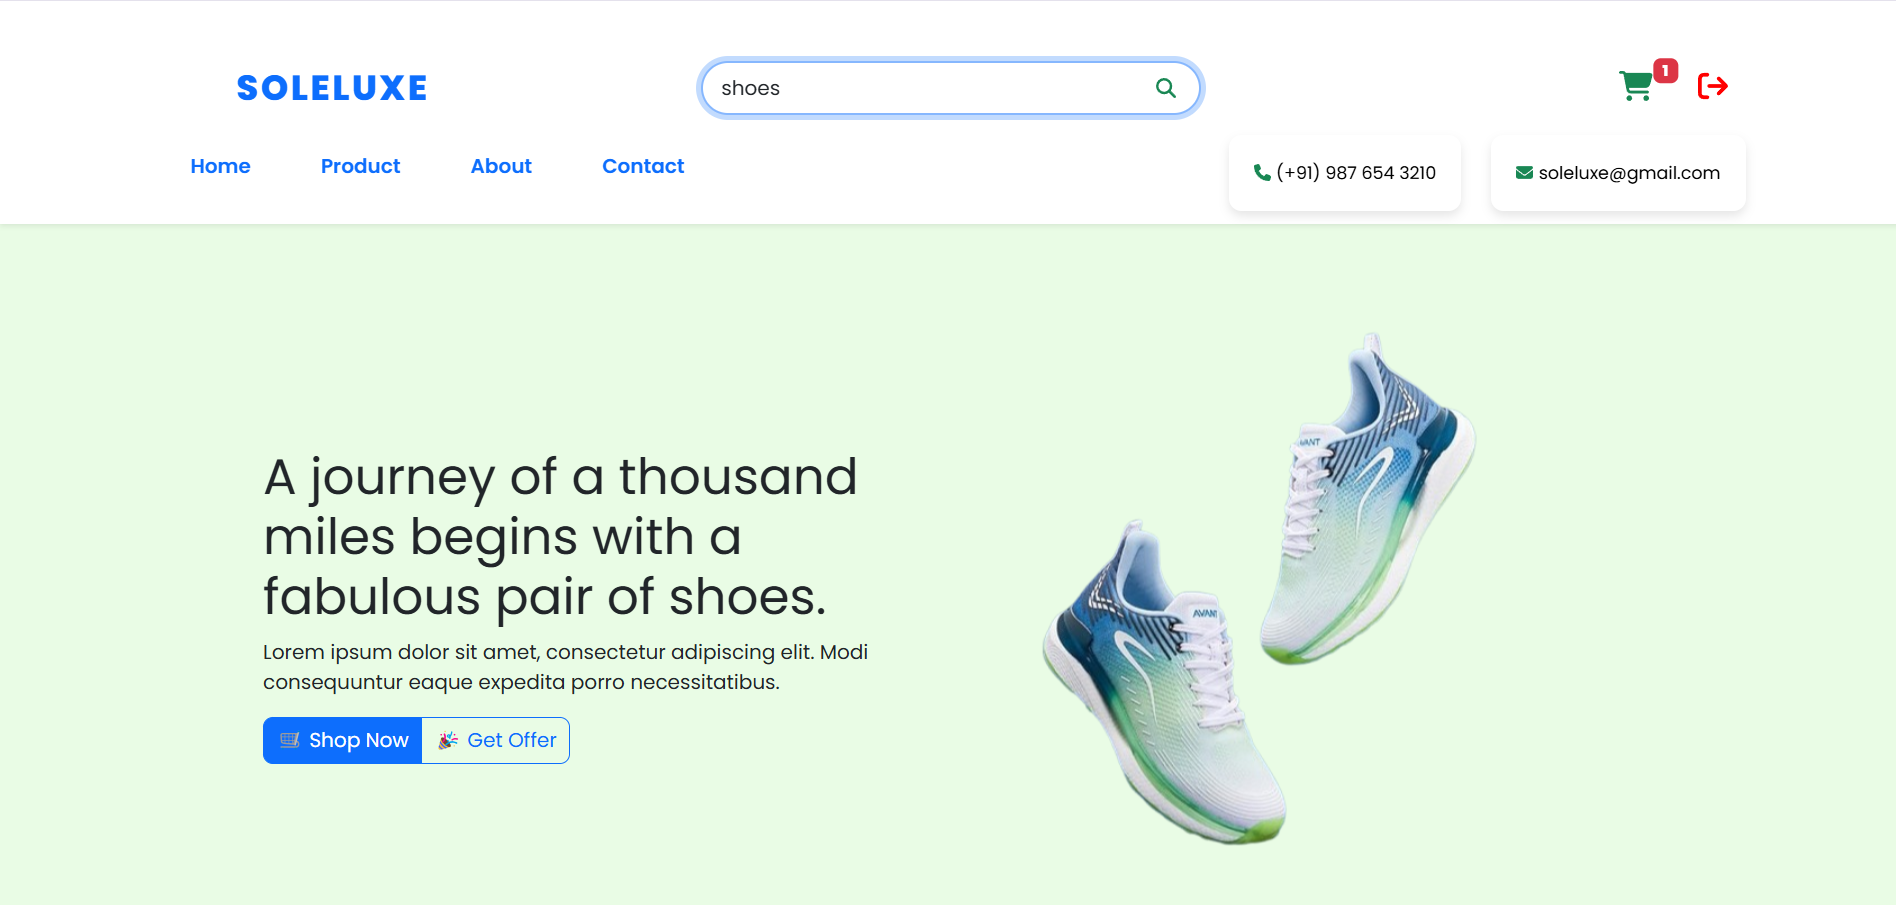 SOLELUXE
shoes
1
Home
Product
About
Contact
(+91) 987 654 3210
soleluxe@gmail.com
A journey of a thousand
miles begins with a
fabulous pair of shoes.
Lorem ipsum dolor sit amet, consectetur adipiscing elit. Modi
consequuntur eaque expedita porro necessitatibus.
Shop Now
Get Offer
AVANT
AVANT